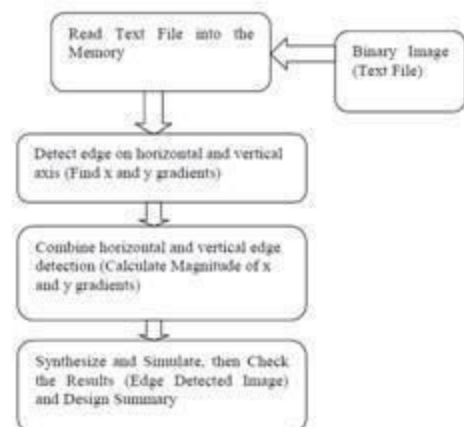 Read Text File into the
Memory
Binary Image
(Text File)
Detect edge on horizontal and vertical
axis (Find x and y gradients)
Combine horizontal and vertical edge
detection (Calculate Magnitude of x
and y gradients)
Synthesize and Simulate, then Check
the Results (Edge Detected Image)
and Design Summary